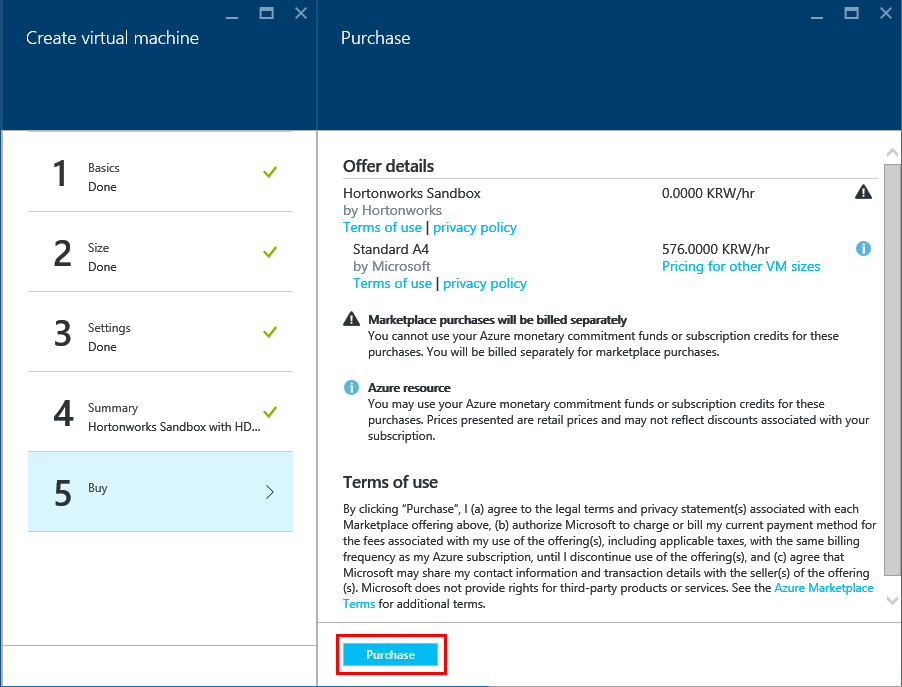 Create virtual machine
Purchase
1
Basics
Done
2
Size
Done
3
Settings
Done
4
Summary
Hortonworks Sandbox with HD...
5
Buy
Offer details
Hortonworks Sandbox 0.0000 KRW/hr
by Hortonworks
Terms of use | privacy policy
Standard A4 576.0000 KRW/hr
by Microsoft Pricing for other VM sizes
Terms of use | privacy policy
Marketplace purchases will be billed separately
You cannot use your Azure monetary commitment funds or subscription credits for these
purchases. You will be billed separately for marketplace purchases.
Azure resource
You may use your Azure monetary commitment funds or subscription credits for these
purchases. Prices presented are retail prices and may not reflect discounts associated with your
subscription.
Terms of use
By clicking "Purchase", I (a) agree to the legal terms and privacy statement(s) associated with each
Marketplace offering above, (b) authorize Microsoft to charge or bill my current payment method for
the fees associated with my use of the offering(s), including applicable taxes, with the same billing
frequency as my Azure subscription, until I discontinue use of the offering(s), and (c) agree that
Microsoft may share my contact information and transaction details with the seller(s) of the offering
(s). Microsoft does not provide rights for third-party products or services. See the Azure Marketplace
Terms for additional terms.
Purchase